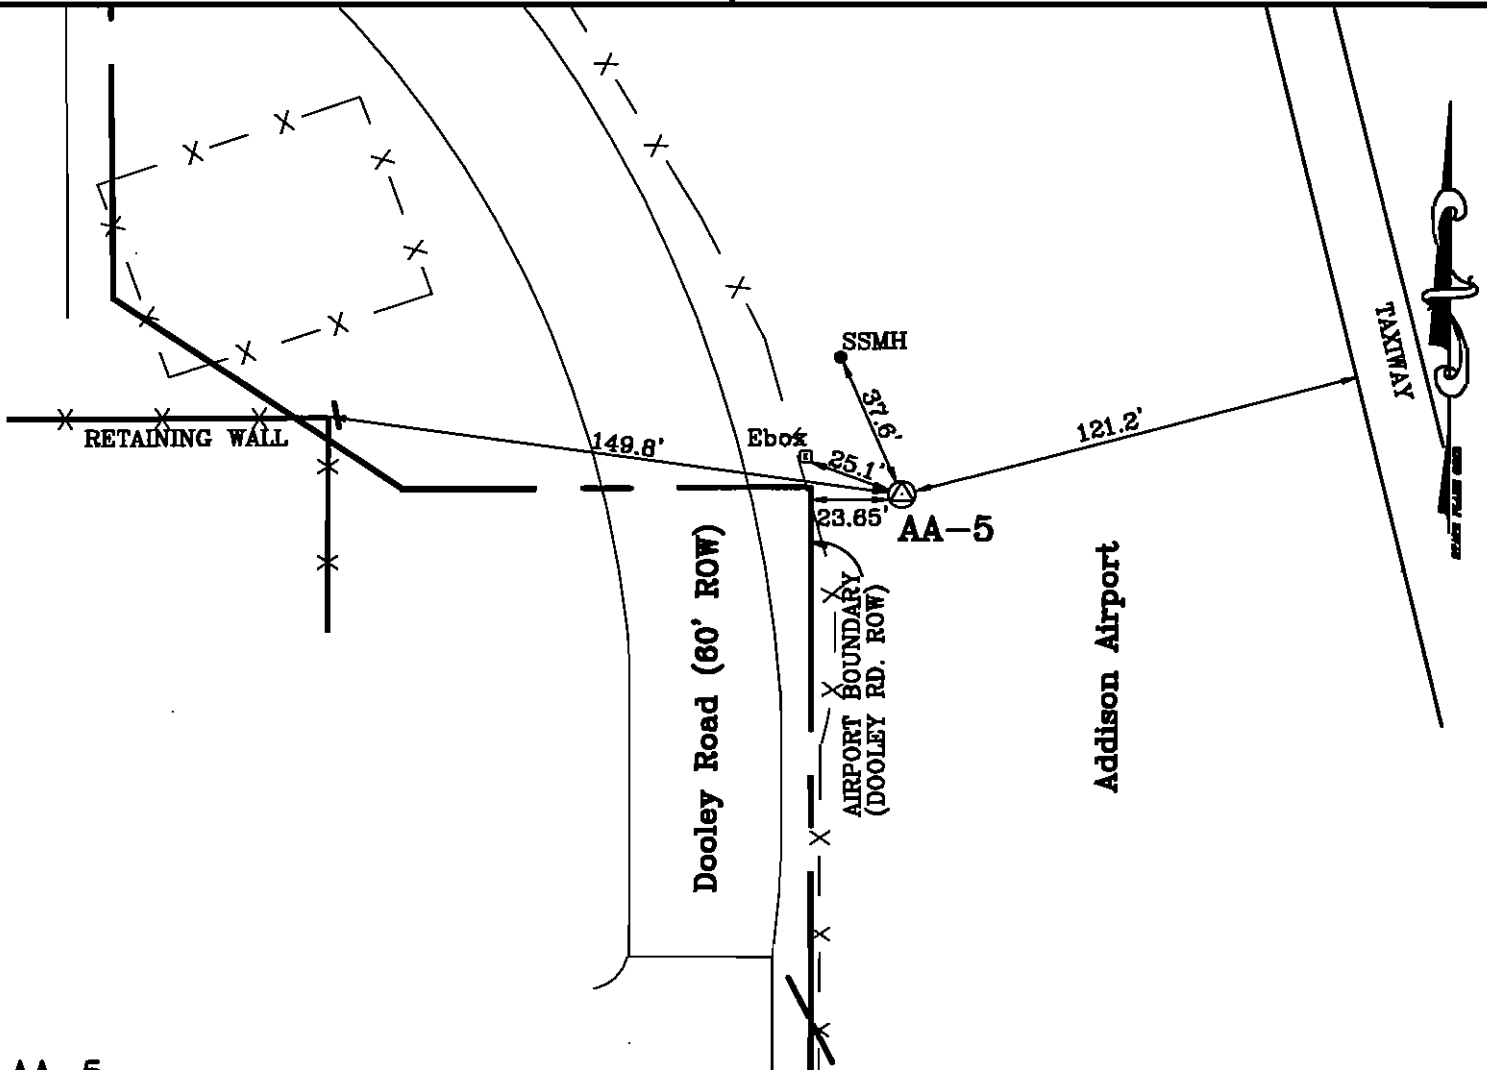 SSMH
TAXIWAY
37.6'
121.2'
RETAINING WALL
149.8'
Ebox
25.1'
23.65'
AA-5
Dooley Road (60' ROW)
AIRPORT BOUNDARY
(DOOLEY RD. ROW)
Addison Airport